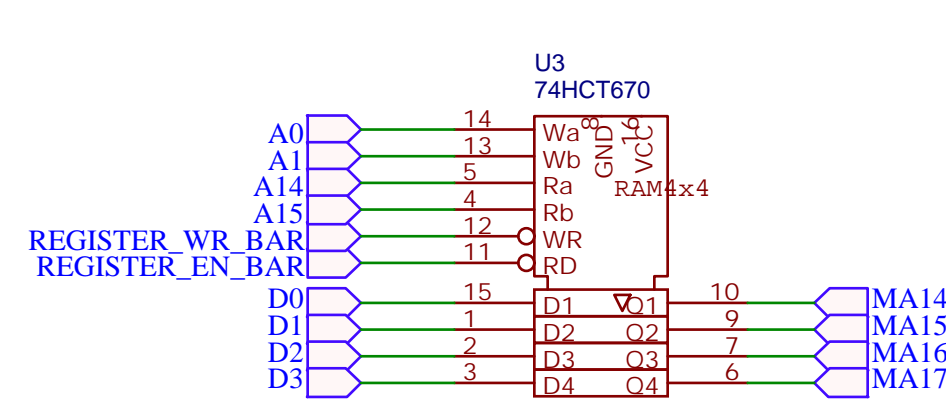 U3
74HCT670
A0 14 Wa 8 GND 16 VCC
A1 13 Wb
A14 5 Ra RAM4x4
A15 4 Rb
REGISTER_WR_BAR 12 WR
REGISTER_EN_BAR 11 RD
D0 15 D1 Q1 10 MA14
D1 1 D2 Q2 9 MA15
D2 2 D3 Q3 7 MA16
D3 3 D4 Q4 6 MA17